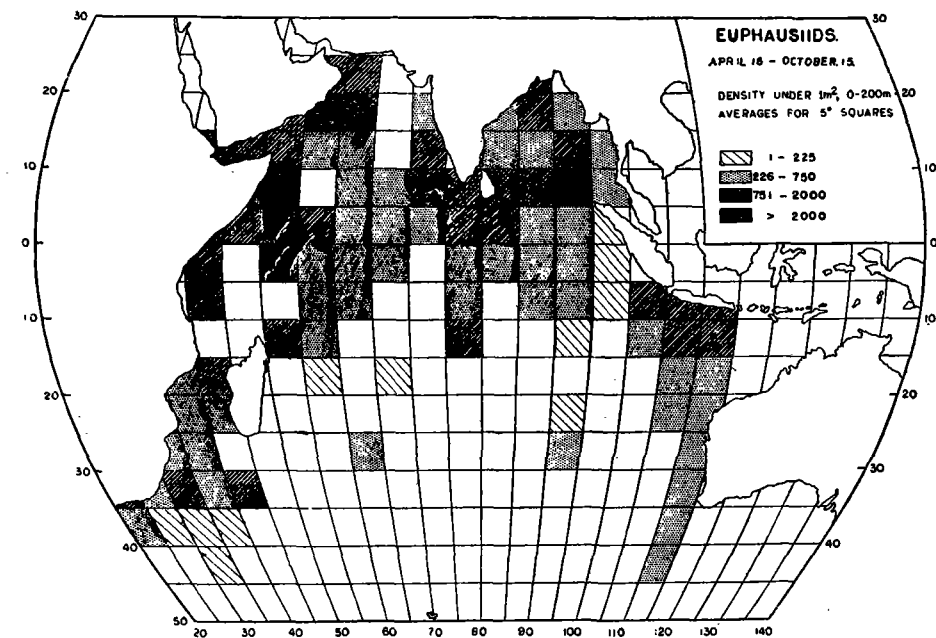 EUPHAUSIIDS.
APRIL 16 - OCTOBER, 15.
DENSITY UNDER 1m², 0-200m
AVERAGES FOR 5° SQUARES
1 - 225
226 - 750
751 - 2000
> 2000
30 30
20 20
10 10
0 0
10 10
20 20
30 30
40 40
50
20 30 40 50 60 70 80 90 100 110 120 130 140